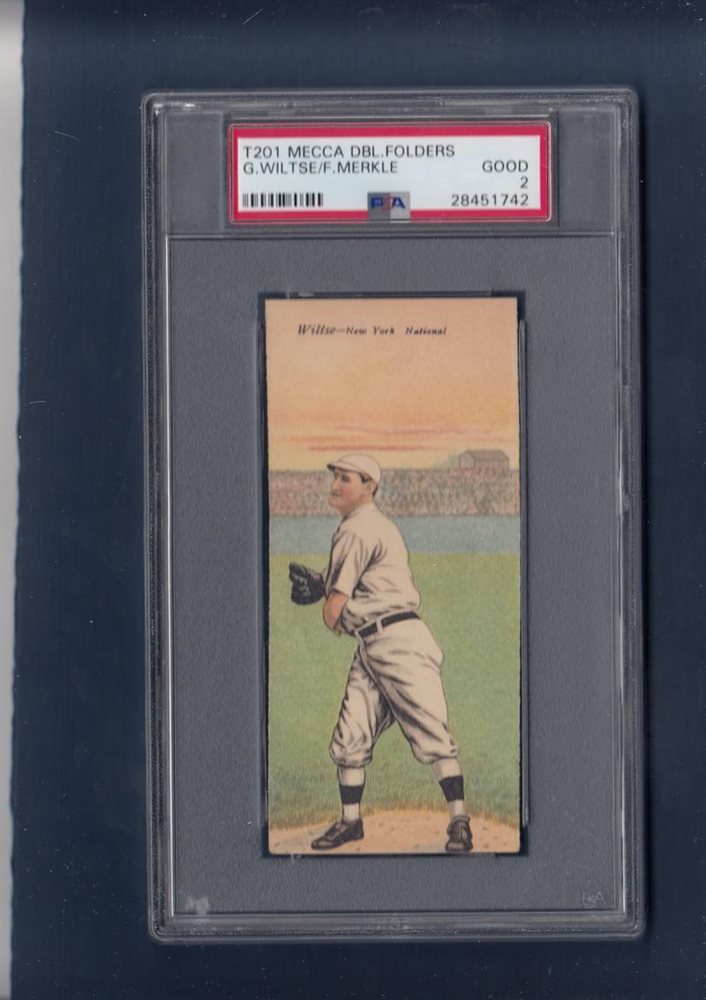 T201 MECCA DBL.FOLDERS
G.WILTSE/F.MERKLE GOOD
2
PSA 28451742
Wiltse—New York National